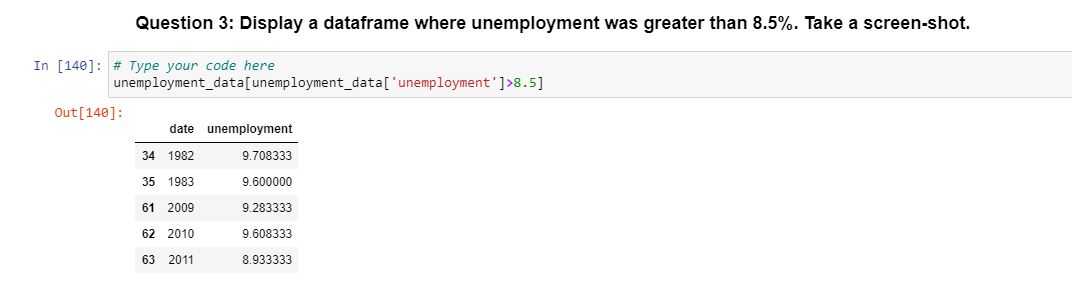 Question 3: Display a dataframe where unemployment was greater than 8.5%. Take a screen-shot.
In [140]: # Type your code here
unemployment_data[unemployment_data['unemployment']>8.5]
Out[140]:
date unemployment
34 1982 9.708333
35 1983 9.600000
61 2009 9.283333
62 2010 9.608333
63 2011 8.933333